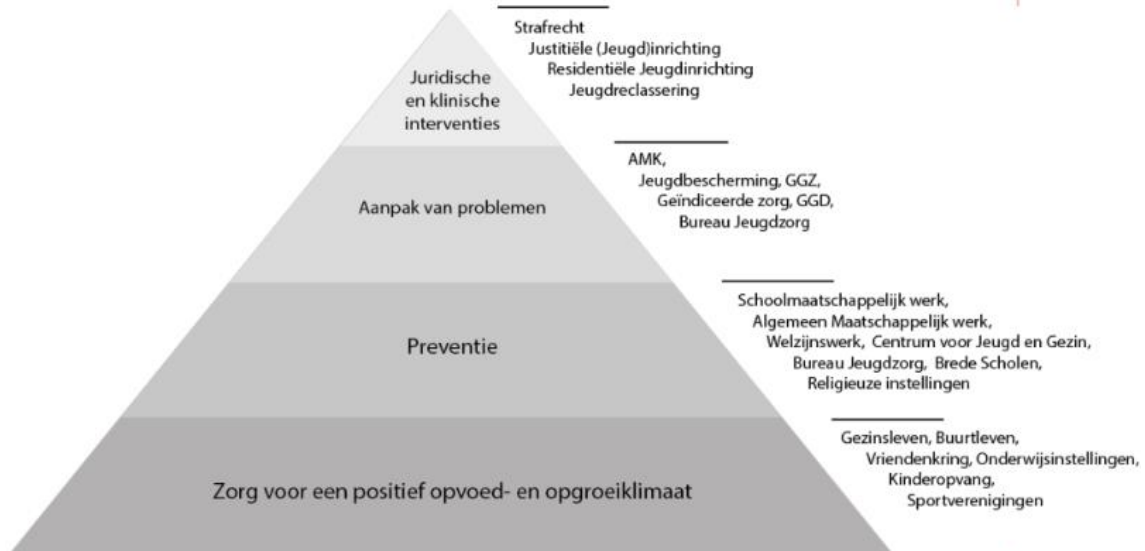 Strafrecht
Justitiële (Jeugd)inrichting
Residentiële Jeugdinrichting
Jeugdreclassering
Juridische
en klinische
interventies
AMK,
Jeugdbescherming, GGZ,
Geïndiceerde zorg, GGD,
Bureau Jeugdzorg
Aanpak van problemen
Schoolmaatschappelijk werk,
Algemeen Maatschappelijk werk,
Welzijnswerk, Centrum voor Jeugd en Gezin,
Bureau Jeugdzorg, Brede Scholen,
Religieuze instellingen
Preventie
Gezinsleven, Buurtleven,
Vriendenkring, Onderwijsinstellingen,
Kinderopvang,
Sportverenigingen
Zorg voor een positief opvoed- en opgroeiklimaat